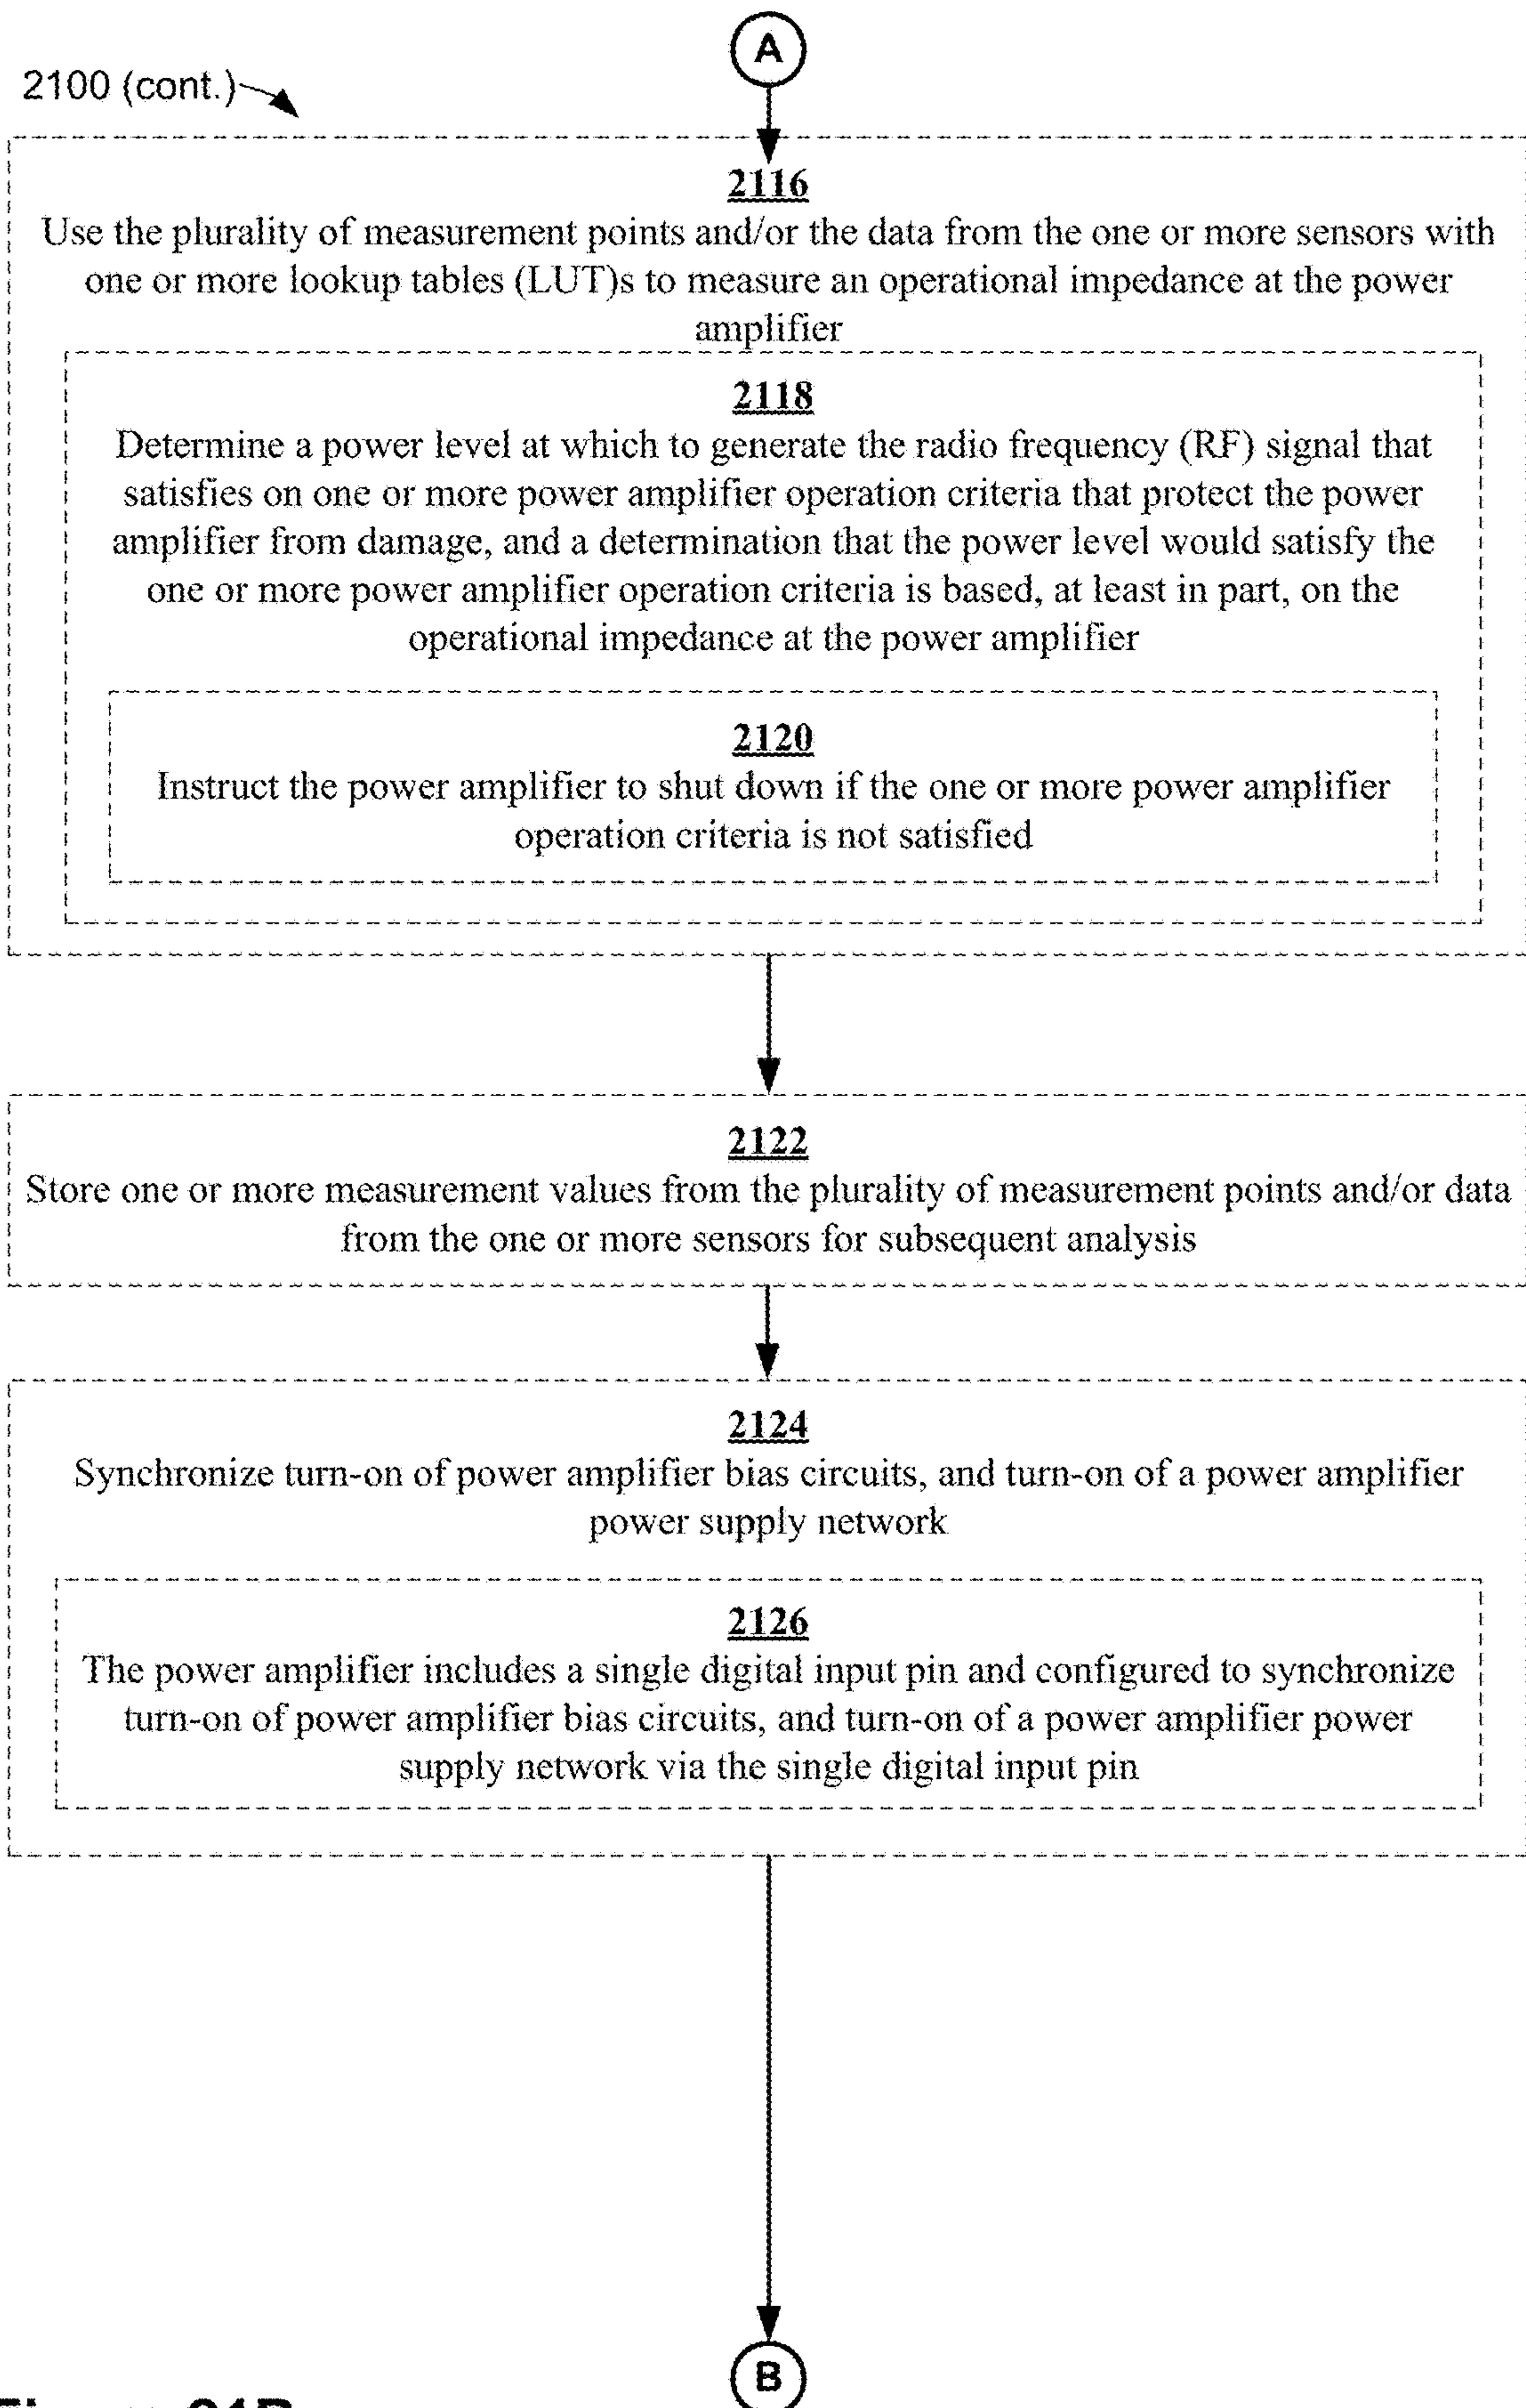 A
2100 (cont.)
2116
Use the plurality of measurement points and/or the data from the one or more sensors with
one or more lookup tables (LUT)s to measure an operational impedance at the power
amplifier
2118
Determine a power level at which to generate the radio frequency (RF) signal that
satisfies on one or more power amplifier operation criteria that protect the power
amplifier from damage, and a determination that the power level would satisfy the
one or more power amplifier operation criteria is based, at least in part, on the
operational impedance at the power amplifier
2120
Instruct the power amplifier to shut down if the one or more power amplifier
operation criteria is not satisfied
2122
Store one or more measurement values from the plurality of measurement points and/or data
from the one or more sensors for subsequent analysis
2124
Synchronize turn-on of power amplifier bias circuits, and turn-on of a power amplifier
power supply network
2126
The power amplifier includes a single digital input pin and configured to synchronize
turn-on of power amplifier bias circuits, and turn-on of a power amplifier power
supply network via the single digital input pin
B